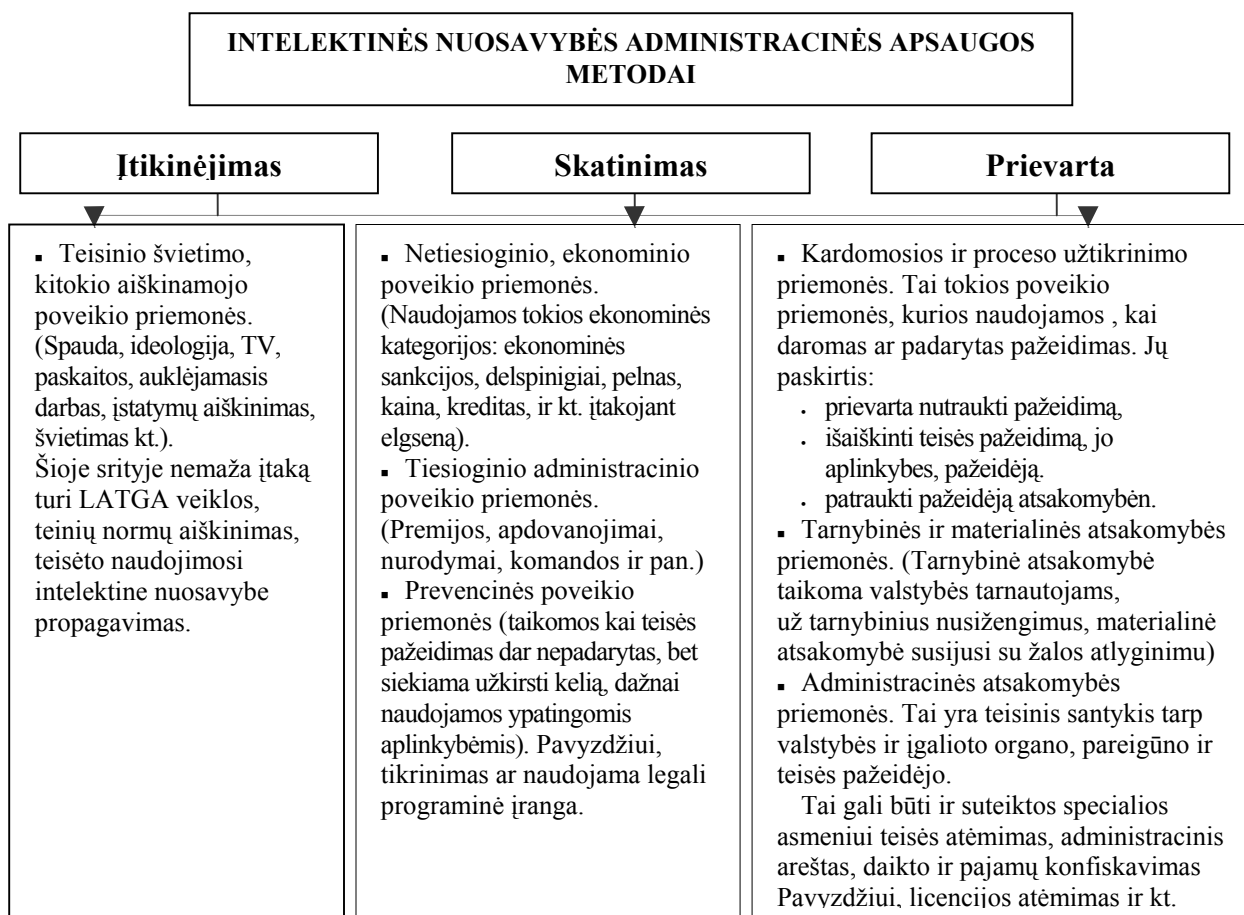 INTELEKTINĖS NUOSAVYBĖS ADMINISTRACINĖS APSAUGOS
METODAI
Įtikinėjimas
Skatinimas
Prievarta
▪ Teisinio švietimo,
kitokio aiškinamojo
poveikio priemonės.
(Spauda, ideologija, TV,
paskaitos, auklėjamasis
darbas, įstatymų aiškinimas,
švietimas kt.).
Šioje srityje nemaža įtaką
turi LATGA veiklos,
teinių normų aiškinimas,
teisėto naudojimosi
intelektine nuosavybe
propagavimas.
▪ Netiesioginio, ekonominio
poveikio priemonės.
(Naudojamos tokios ekonominės
kategorijos: ekonominės
sankcijos, delspinigiai, pelnas,
kaina, kreditas, ir kt. įtakojant
elgseną).
▪ Tiesioginio administracinio
poveikio priemonės.
(Premijos, apdovanojimai,
nurodymai, komandos ir pan.)
▪ Prevencinės poveikio
priemonės (taikomos kai teisės
pažeidimas dar nepadarytas, bet
siekiama užkirsti kelią, dažnai
naudojamos ypatingomis
aplinkybėmis). Pavyzdžiui,
tikrinimas ar naudojama legali
programinė įranga.
▪ Kardomosios ir proceso užtikrinimo
priemonės. Tai tokios poveikio
priemonės, kurios naudojamos , kai
daromas ar padarytas pažeidimas. Jų
paskirtis:
• prievarta nutraukti pažeidimą,
• išaiškinti teisės pažeidimą, jo
aplinkybes, pažeidėją.
• patraukti pažeidėją atsakomybėn.
▪ Tarnybinės ir materialinės atsakomybės
priemonės. (Tarnybinė atsakomybė
taikoma valstybės tarnautojams,
už tarnybinius nusižengimus, materialinė
atsakomybė susijusi su žalos atlyginimu)
▪ Administracinės atsakomybės
priemonės. Tai yra teisinis santykis tarp
valstybės ir įgalioto organo, pareigūno ir
teisės pažeidėjo.
Tai gali būti ir suteiktos specialios
asmeniui teisės atėmimas, administracinis
areštas, daikto ir pajamų konfiskavimas
Pavyzdžiui, licencijos atėmimas ir kt.